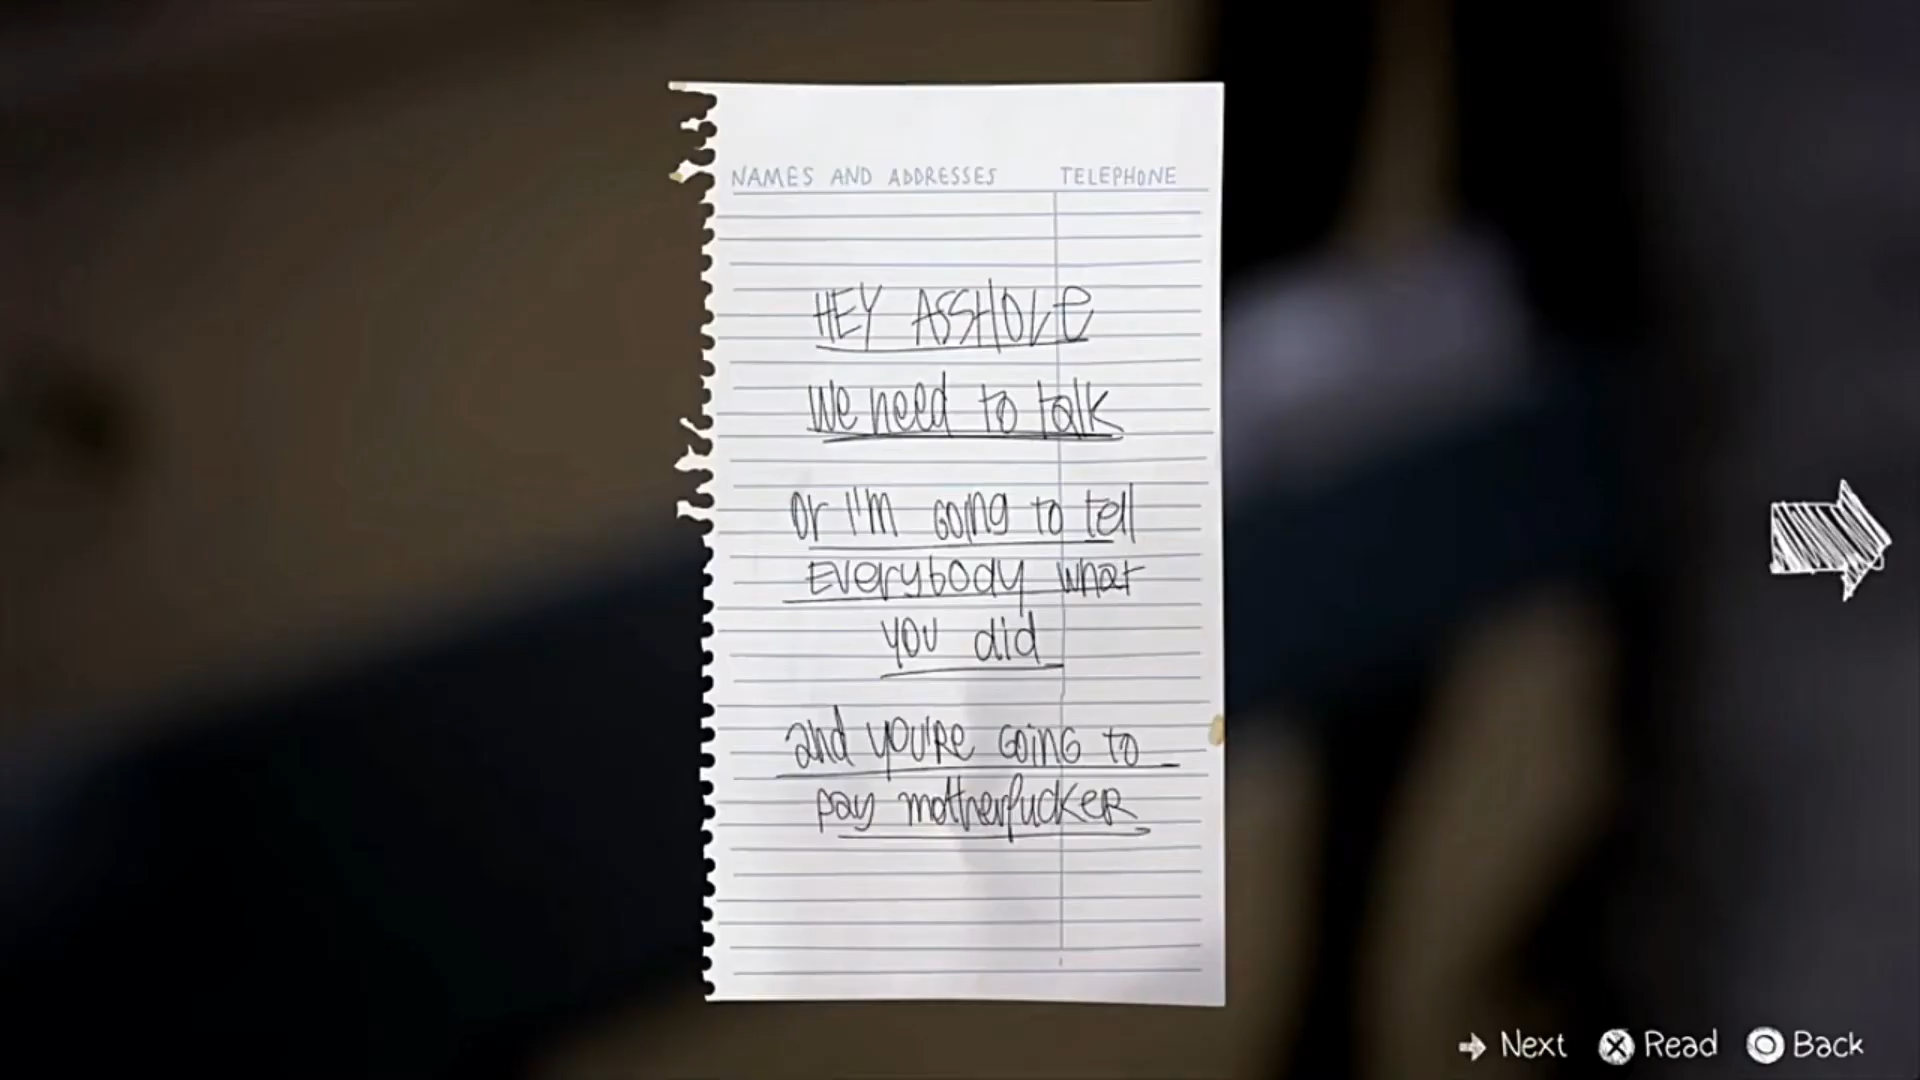 NAMES AND ADDRESSES TELEPHONE
HEY ASSHOLE
We need to talk
Or I'm GOING to tell
EVERYBODY what
YOU did
and YOU'RE GOING to
pay motherfucker
Next Read Back